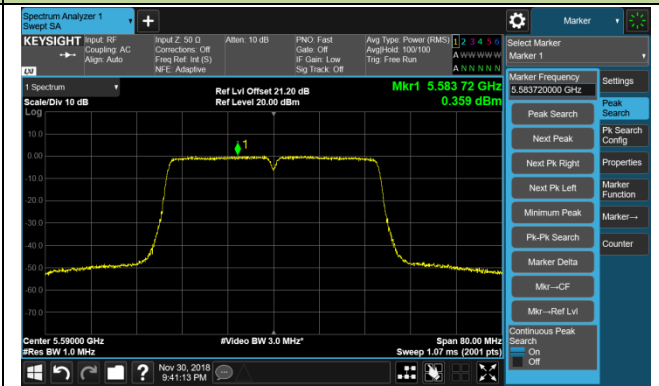 Spectrum Analyzer 1
Swept SA
Marker
KEYSIGHT
Input: RF
Coupling: AC
Align: Auto
Input Z: 50 Ω
Corrections: Off
Freq Ref: Int (S)
NFE: Adaptive
Atten: 10 dB
PNO: Fast
Gate: Off
IF Gain: Low
Sig Track: Off
Avg Type: Power (RMS)
Avg|Hold: 100/100
Trig: Free Run
1 2 3 4 5 6
A W W W W W
A N N N N N
Select Marker
Marker 1
1 Spectrum
Scale/Div 10 dB
Log
Ref Lvl Offset 21.20 dB
Ref Level 20.00 dBm
Mkr1 5.583 72 GHz
0.359 dBm
10.0
0.00
-10.0
-20.0
-30.0
-40.0
-50.0
-60.0
-70.0
1
Center 5.59000 GHz
#Res BW 1.0 MHz
#Video BW 3.0 MHz*
Span 80.00 MHz
Sweep 1.07 ms (2001 pts)
Marker Frequency
5.583720000 GHz
Peak Search
Next Peak
Next Pk Right
Next Pk Left
Minimum Peak
Pk-Pk Search
Marker Delta
Mkr→CF
Mkr→Ref Lvl
Continuous Peak
Search
On
Off
Settings
Peak
Search
Pk Search
Config
Properties
Marker
Function
Marker→
Counter
?
Nov 30, 2018
9:41:13 PM